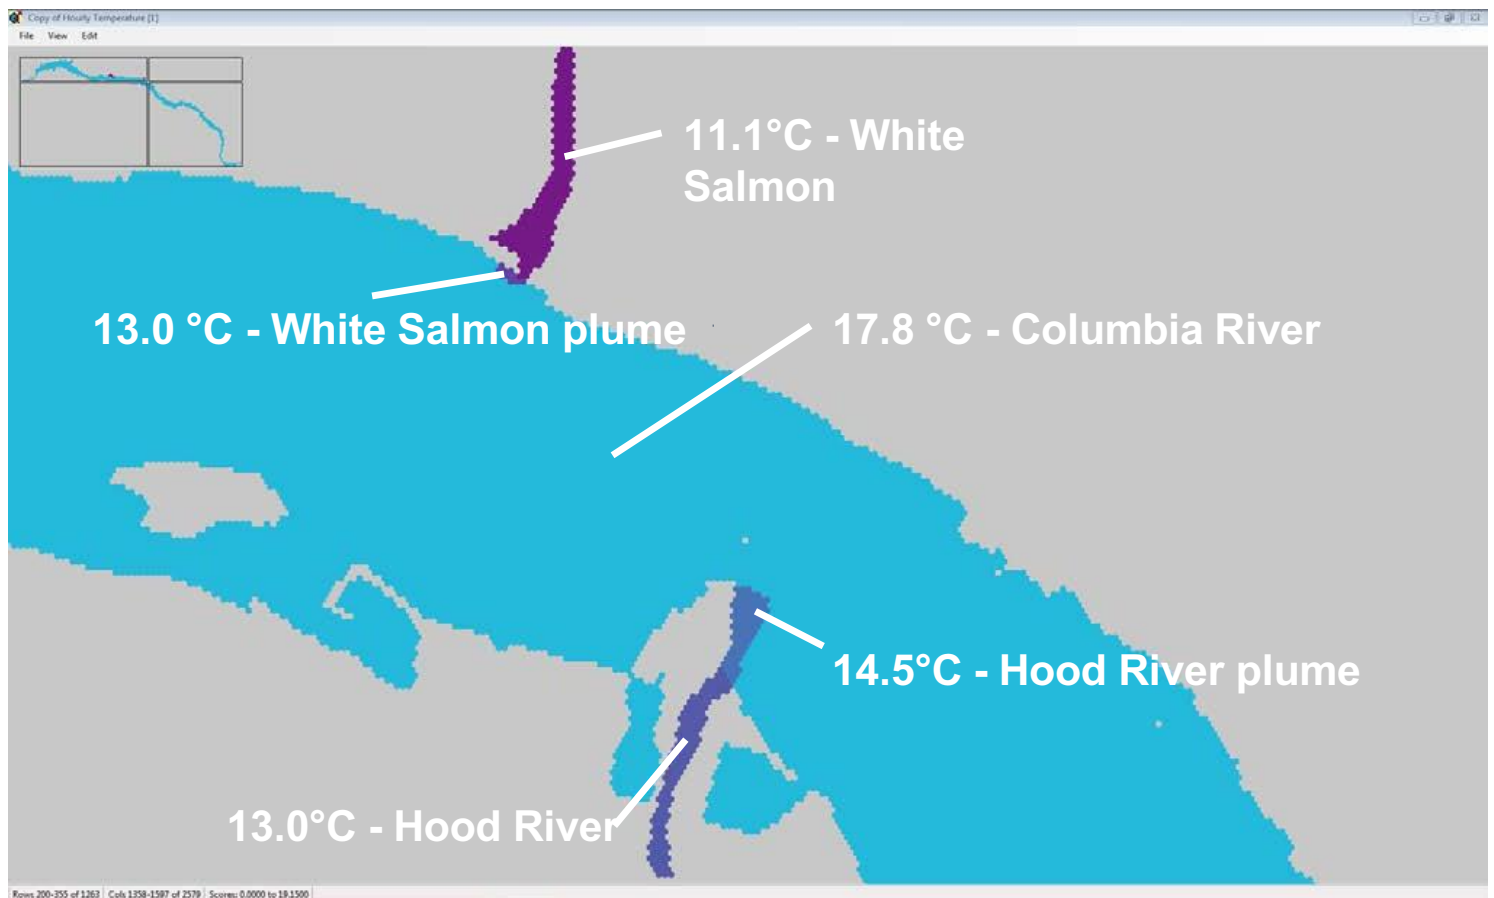 Copy of Hourly Temperature [1]
File View Edit
11.1°C - White
Salmon
13.0 °C - White Salmon plume
17.8 °C - Columbia River
14.5°C - Hood River plume
13.0°C - Hood River
Rows 200-355 of 1263 Cols 1358-1597 of 2579 Scores: 0.0000 to 19.1500